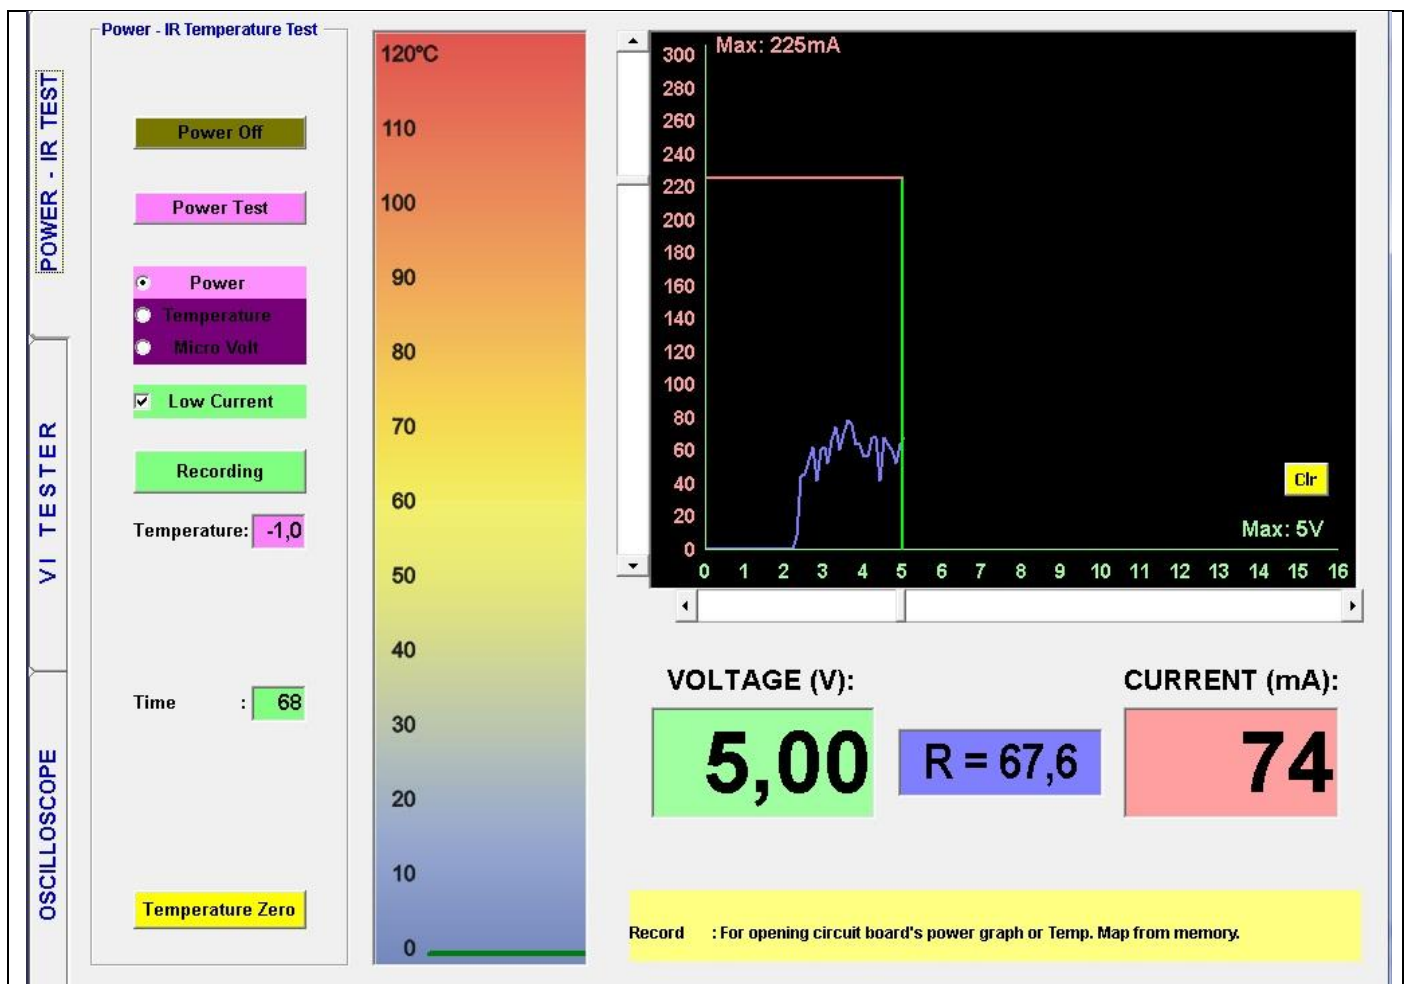 POWER - IR TEST
VI TESTER
OSCILLOSCOPE
Power - IR Temperature Test
Power Off
Power Test
Power
Temperature
Micro Volt
Low Current
Recording
Temperature: -1,0
Time : 68
Temperature Zero
120°C
110
100
90
80
70
60
50
40
30
20
10
0
Max: 225mA
300
280
260
240
220
200
180
160
140
120
100
80
60
40
20
0
Clr
Max: 5V
0 1 2 3 4 5 6 7 8 9 10 11 12 13 14 15 16
VOLTAGE (V):
5,00
R = 67,6
CURRENT (mA):
74
Record : For opening circuit board's power graph or Temp. Map from memory.